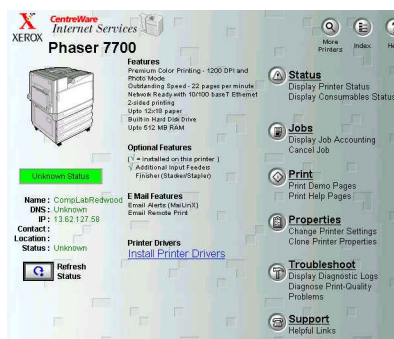 XEROX
CentreWare
Internet Services
Phaser 7700
More
Printers
Index
Features
Premium Color Printing - 1200 DPI and
Photo Mode
Outstanding Speed - 22 pages per minute
Network Ready with 10/100 baseT Ethernet
2-sided printing
Upto 12x18 paper
Built-in Hard Disk Drive
Upto 512 MB RAM
Optional Features
(√ = installed on this printer )
√ Additional Input Feeders
Finisher (Stacker/Stapler)
Unknown Status
Name : CompLabRedwood
DNS : Unknown
IP : 13.62.127.58
Contact :
Location :
Status : Unknown
Refresh
Status
E Mail Features
Email Alerts (MaiLinX)
Email Remote Print
Printer Drivers
Install Printer Drivers
Status
Display Printer Status
Display Consumables Status
Jobs
Display Job Accounting
Cancel Job
Print
Print Demo Pages
Print Help Pages
Properties
Change Printer Settings
Clone Printer Properties
Troubleshoot
Display Diagnostic Logs
Diagnose Print-Quality
Problems
Support
Helpful Links